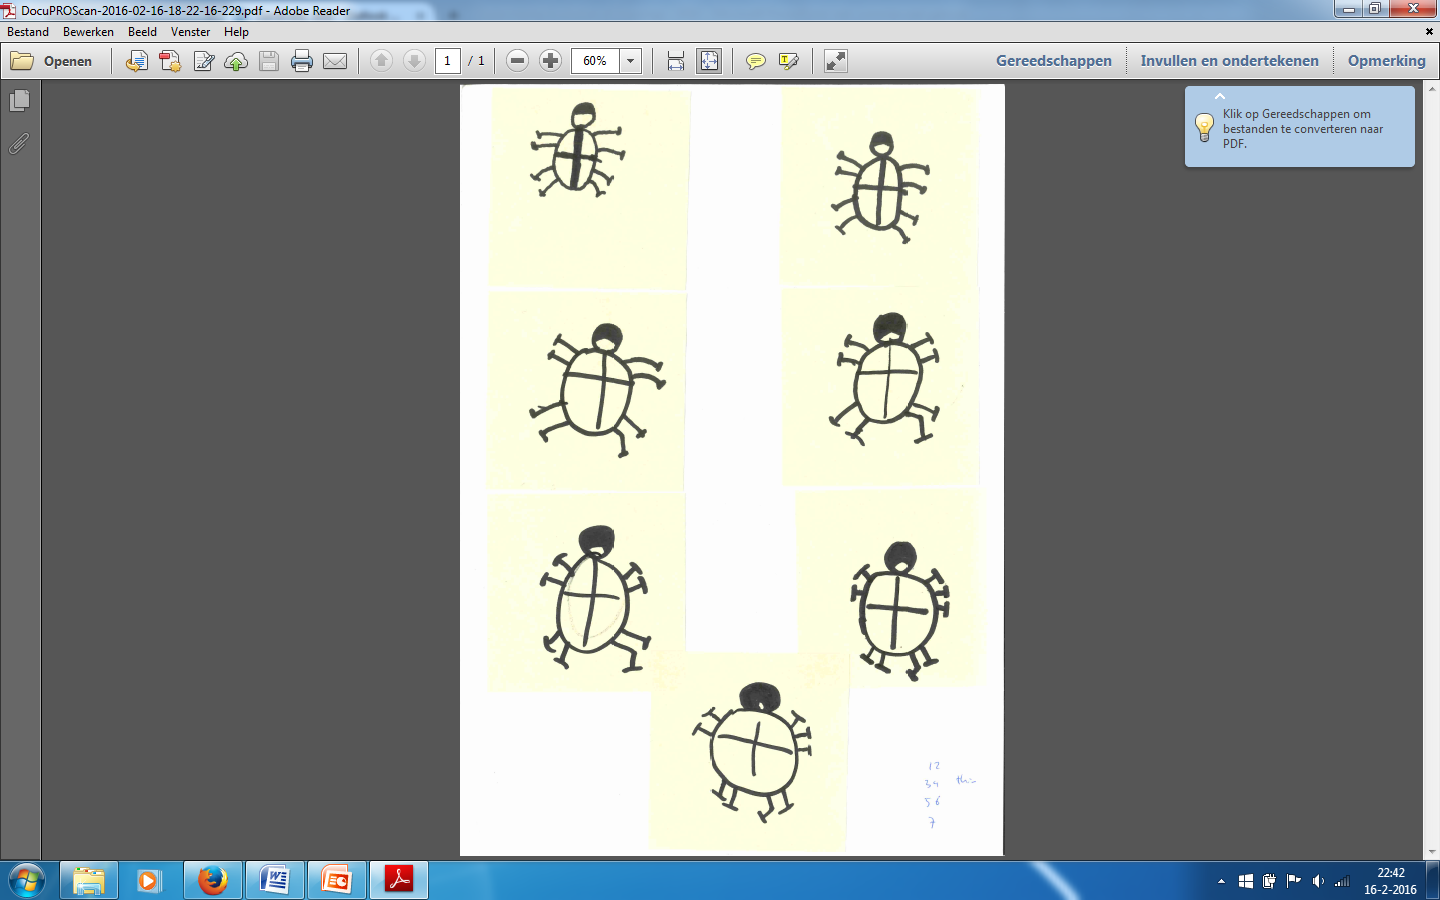 DocuPROScan-2016-02-16-18-22-16-229.pdf - Adobe Reader
Bestand Bewerken Beeld Venster Help
Openen 1 / 1 60% Gereedschappen Invullen en ondertekenen Opmerking
Klik op Gereedschappen om
bestanden te converteren naar
PDF.
12
34
56
7
22:42
16-2-2016